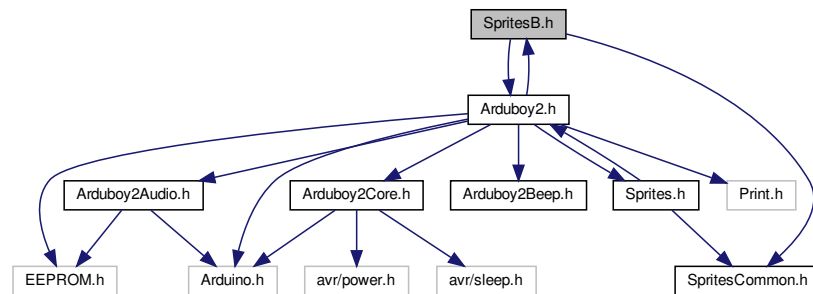 SpritesB.h
Arduboy2.h
Arduboy2Audio.h
Arduboy2Core.h
Arduboy2Beep.h
Sprites.h
Print.h
EEPROM.h
Arduino.h
avr/power.h
avr/sleep.h
SpritesCommon.h